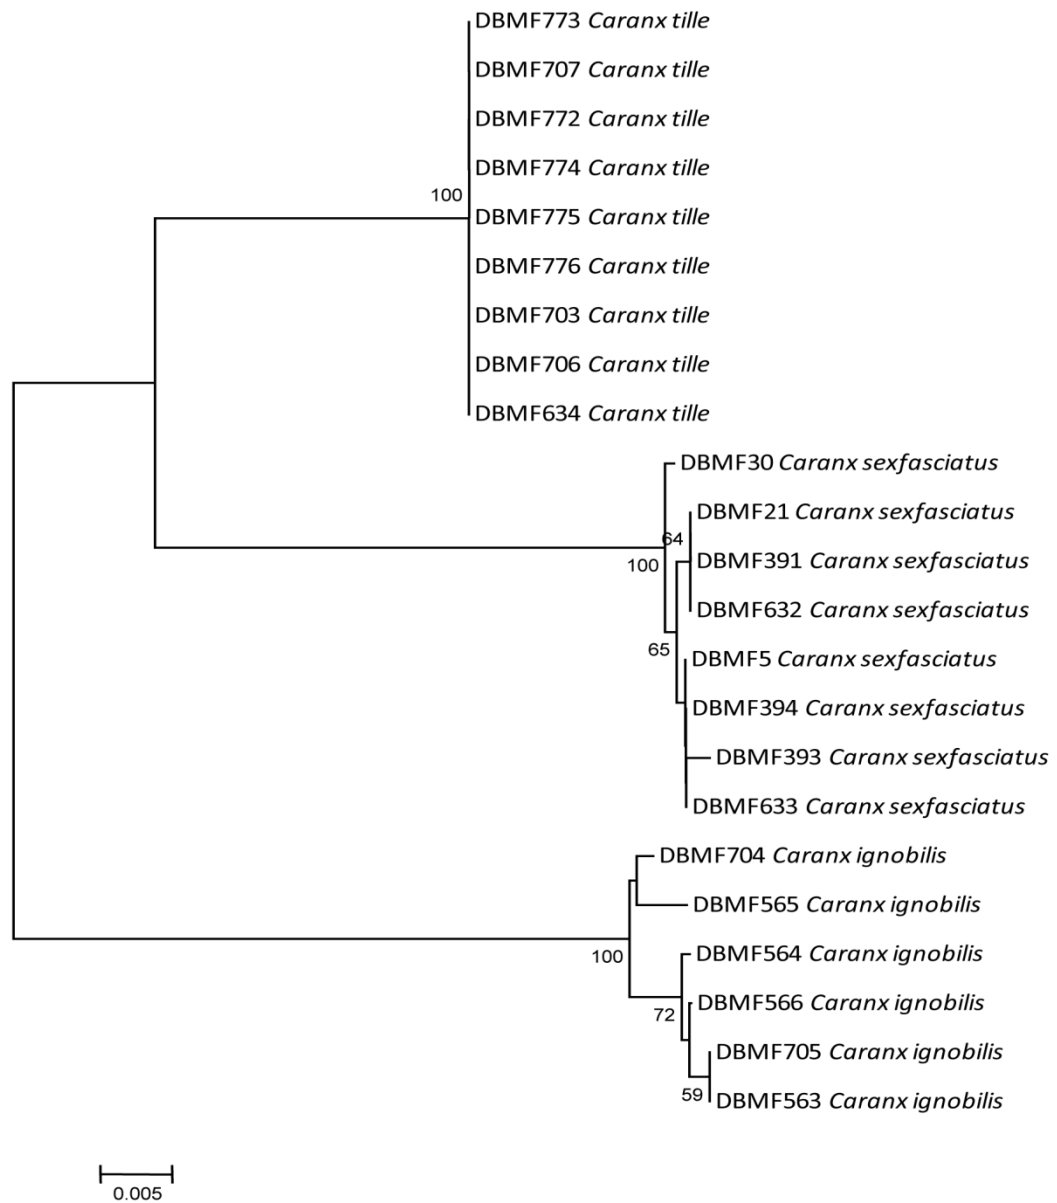 DBMF773 Caranx tille
DBMF707 Caranx tille
DBMF772 Caranx tille
DBMF774 Caranx tille
100
DBMF775 Caranx tille
DBMF776 Caranx tille
DBMF703 Caranx tille
DBMF706 Caranx tille
DBMF634 Caranx tille
DBMF30 Caranx sexfasciatus
DBMF21 Caranx sexfasciatus
64
100
DBMF391 Caranx sexfasciatus
DBMF632 Caranx sexfasciatus
65
DBMF5 Caranx sexfasciatus
DBMF394 Caranx sexfasciatus
DBMF393 Caranx sexfasciatus
DBMF633 Caranx sexfasciatus
DBMF704 Caranx ignobilis
DBMF565 Caranx ignobilis
100
DBMF564 Caranx ignobilis
DBMF566 Caranx ignobilis
72
DBMF705 Caranx ignobilis
59
DBMF563 Caranx ignobilis
0.005